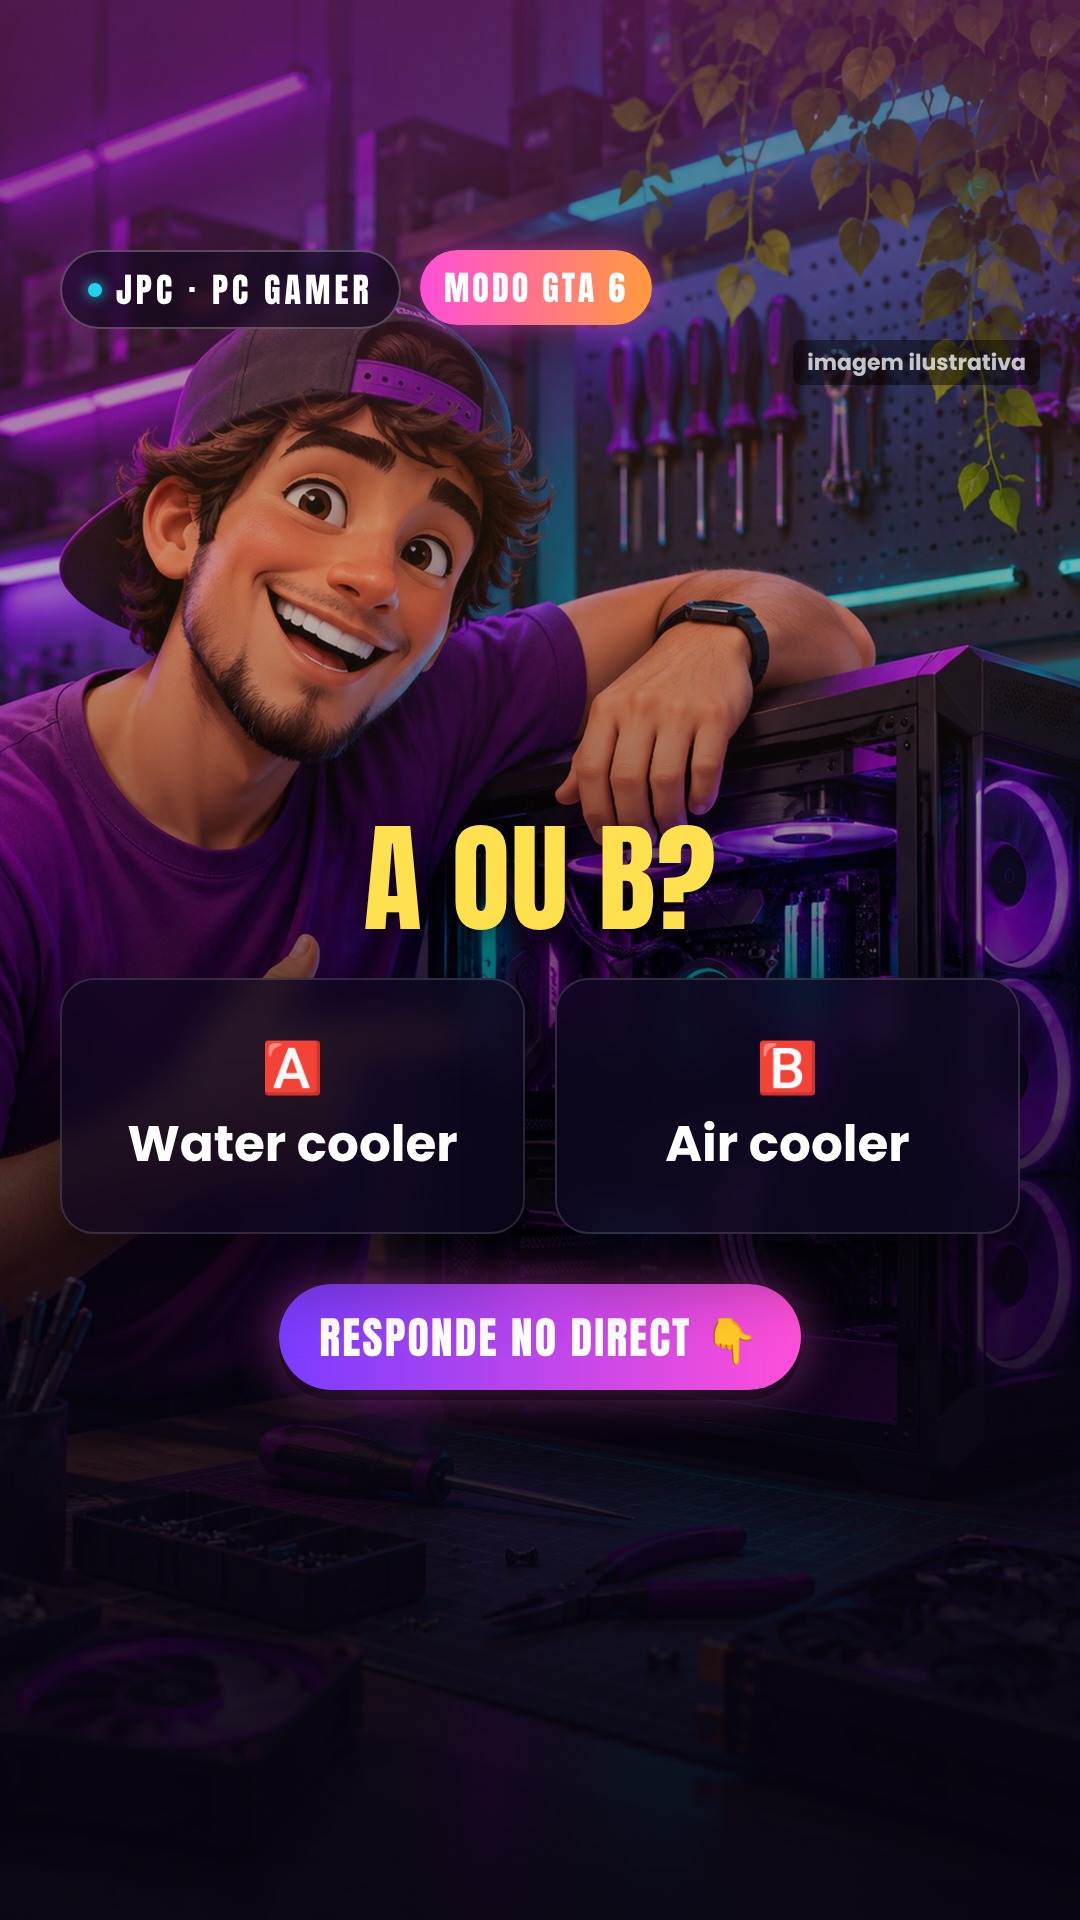 JPC · PC GAMER
MODO GTA 6
imagem ilustrativa
A OU B?
🅰️
Water cooler
🅱️
Air cooler
RESPONDE NO DIRECT 👇